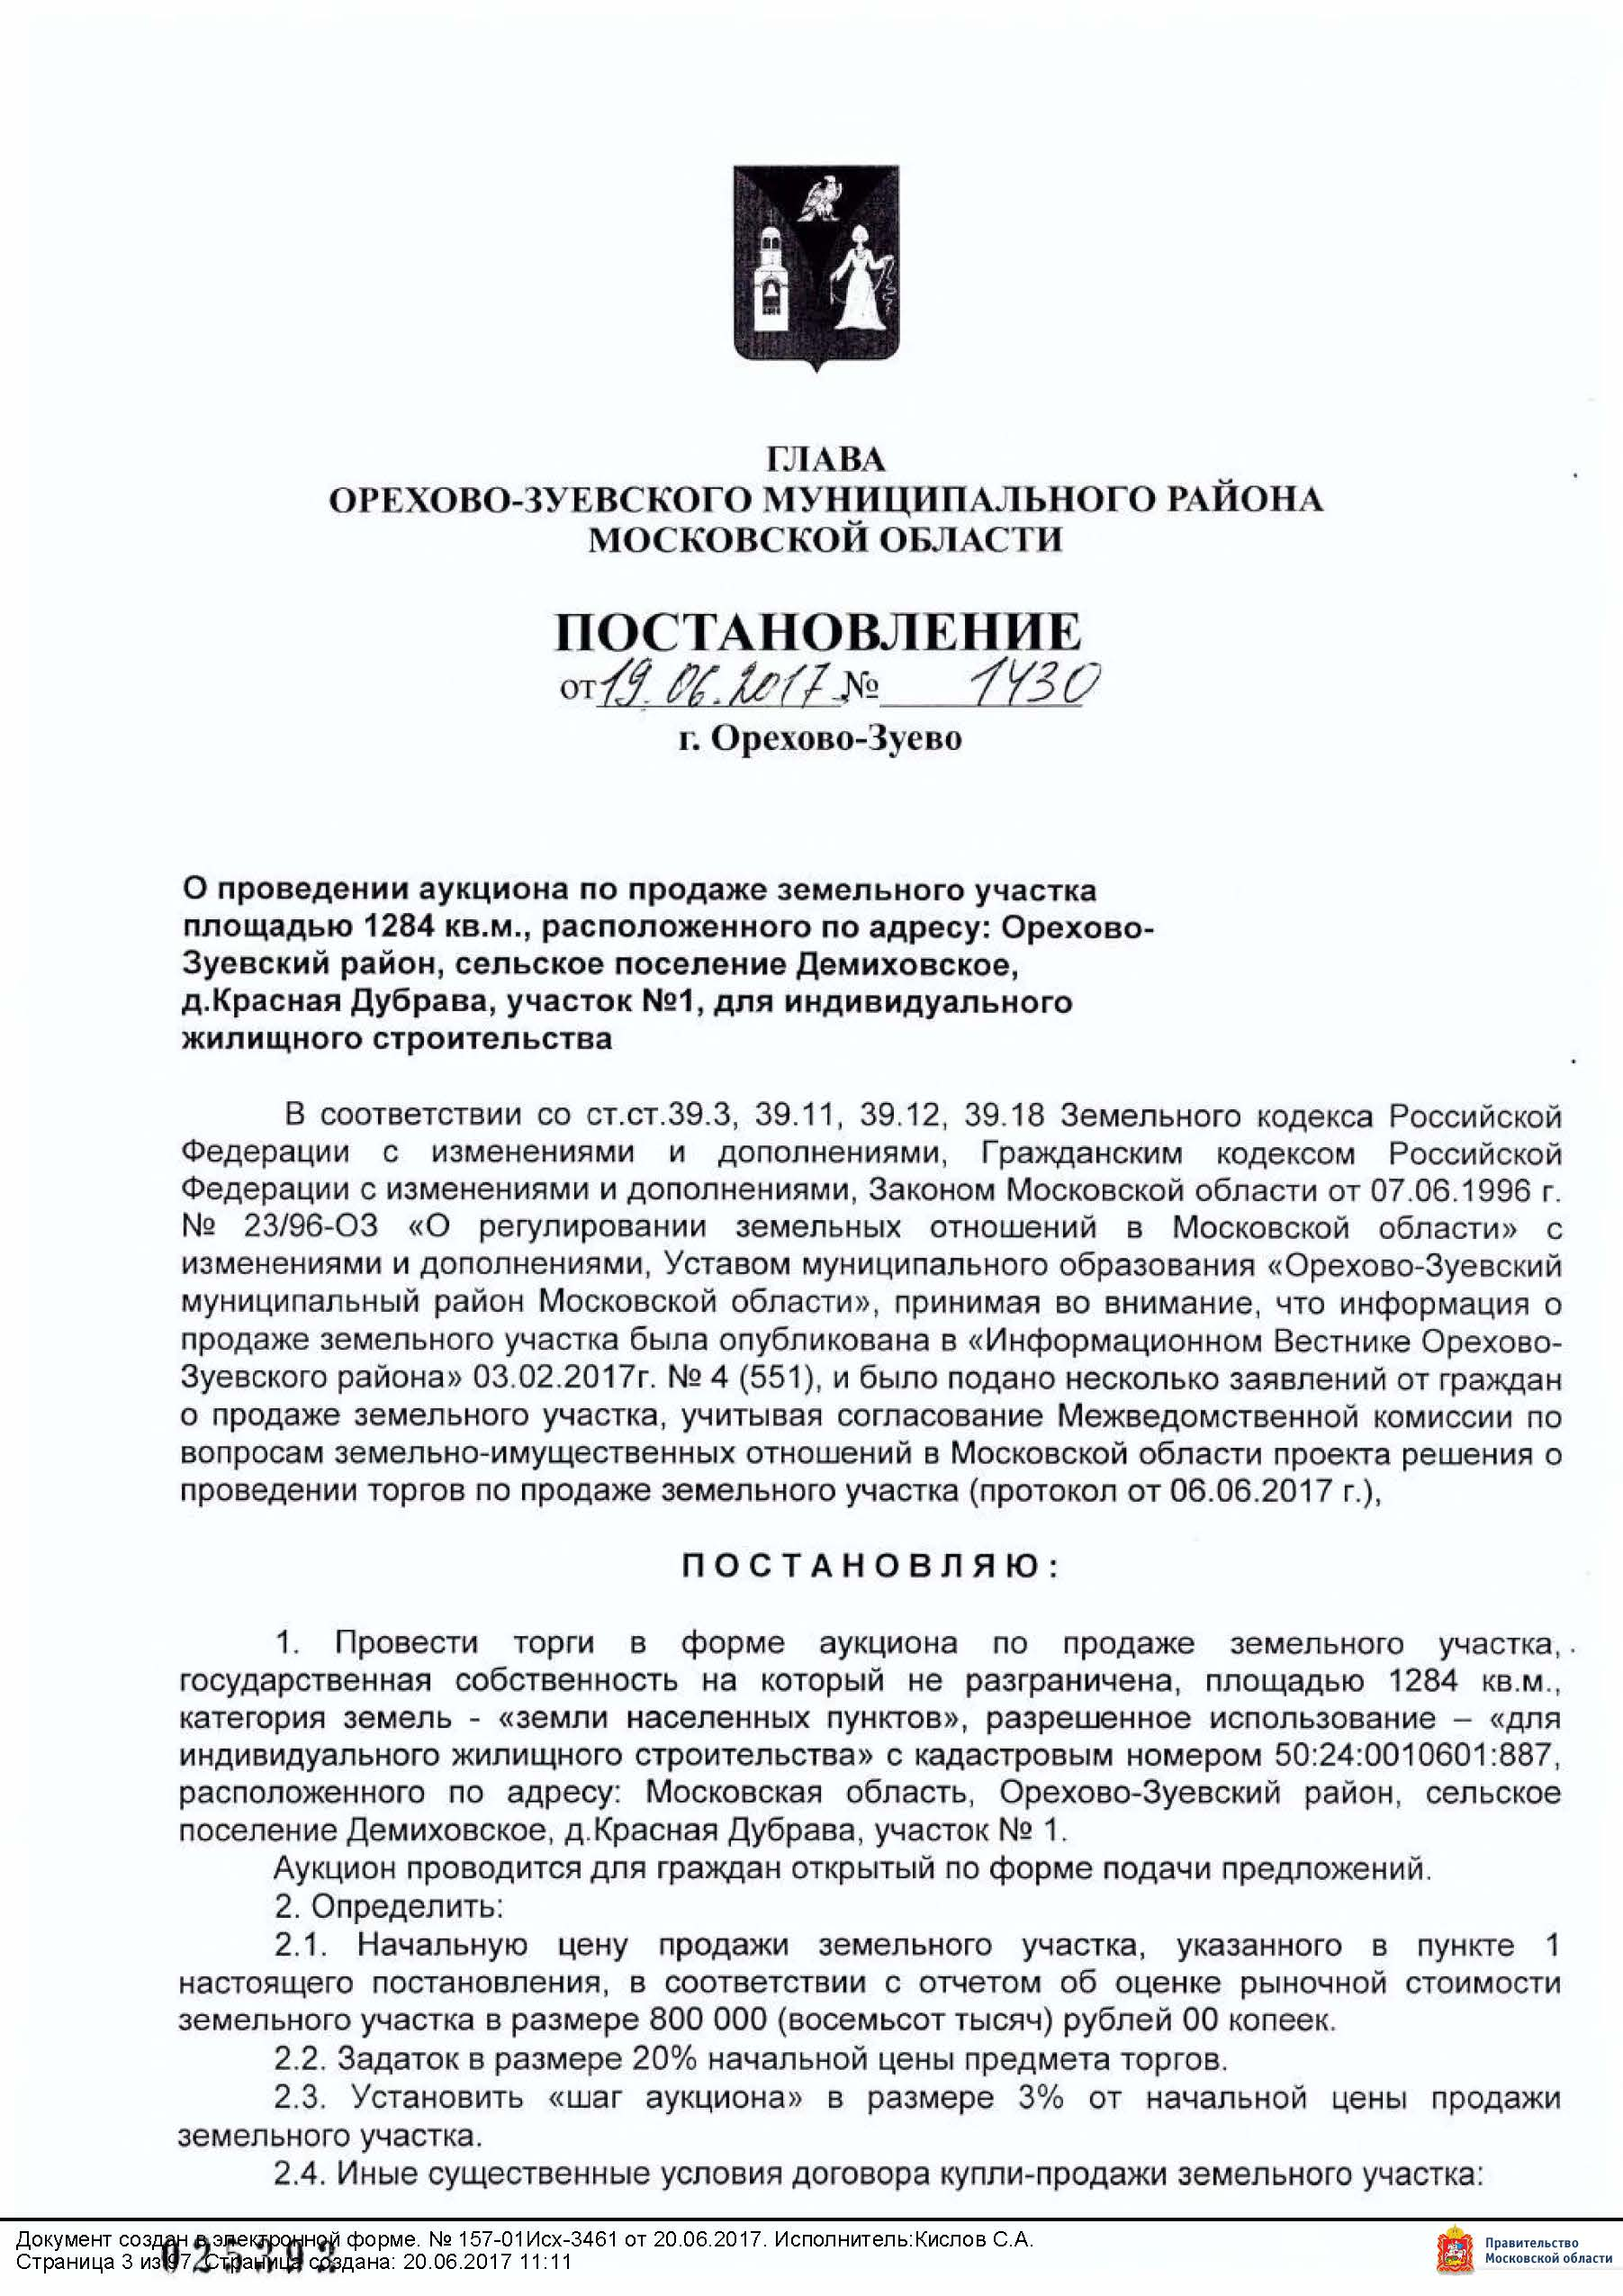 ГЛАВА
ОРЕХОВО-ЗУЕВСКОГО МУНИЦИПАЛЬНОГО РАЙОНА
МОСКОВСКОЙ ОБЛАСТИ
ПОСТАНОВЛЕНИЕ
от 19.06.2017 № 1430
г. Орехово-Зуево
О проведении аукциона по продаже земельного участка
площадью 1284 кв.м., расположенного по адресу: Орехово-
Зуевский район, сельское поселение Демиховское,
д.Красная Дубрава, участок №1, для индивидуального
жилищного строительства
В соответствии со ст.ст.39.3, 39.11, 39.12, 39.18 Земельного кодекса Российской
Федерации с изменениями и дополнениями, Гражданским кодексом Российской
Федерации с изменениями и дополнениями, Законом Московской области от 07.06.1996 г.
№ 23/96-ОЗ «О регулировании земельных отношений в Московской области» с
изменениями и дополнениями, Уставом муниципального образования «Орехово-Зуевский
муниципальный район Московской области», принимая во внимание, что информация о
продаже земельного участка была опубликована в «Информационном Вестнике Орехово-
Зуевского района» 03.02.2017г. № 4 (551), и было подано несколько заявлений от граждан
о продаже земельного участка, учитывая согласование Межведомственной комиссии по
вопросам земельно-имущественных отношений в Московской области проекта решения о
проведении торгов по продаже земельного участка (протокол от 06.06.2017 г.),
ПОСТАНОВЛЯЮ:
1. Провести торги в форме аукциона по продаже земельного участка,
государственная собственность на который не разграничена, площадью 1284 кв.м.,
категория земель - «земли населенных пунктов», разрешенное использование – «для
индивидуального жилищного строительства» с кадастровым номером 50:24:0010601:887,
расположенного по адресу: Московская область, Орехово-Зуевский район, сельское
поселение Демиховское, д.Красная Дубрава, участок № 1.
Аукцион проводится для граждан открытый по форме подачи предложений.
2. Определить:
2.1. Начальную цену продажи земельного участка, указанного в пункте 1
настоящего постановления, в соответствии с отчетом об оценке рыночной стоимости
земельного участка в размере 800 000 (восемьсот тысяч) рублей 00 копеек.
2.2. Задаток в размере 20% начальной цены предмета торгов.
2.3. Установить «шаг аукциона» в размере 3% от начальной цены продажи
земельного участка.
2.4. Иные существенные условия договора купли-продажи земельного участка:
Документ создан в электронной форме. № 157-01Исх-3461 от 20.06.2017. Исполнитель:Кислов С.А.
Страница 3 из 97. Страница создана: 20.06.2017 11:11
Правительство
Московской области